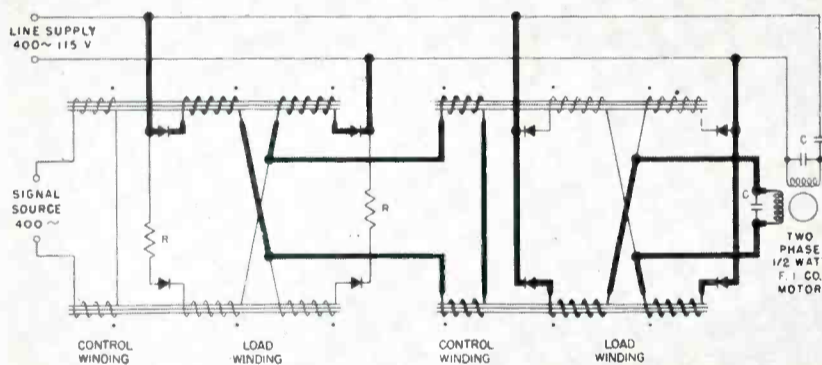 LINE SUPPLY
400~ 115 V
SIGNAL
SOURCE
400 ~
R
R
C
C
TWO
PHASE
1/2 WATT
F. I CO.
MOTOR
CONTROL
WINDING
LOAD
WINDING
CONTROL
WINDING
LOAD
WINDING